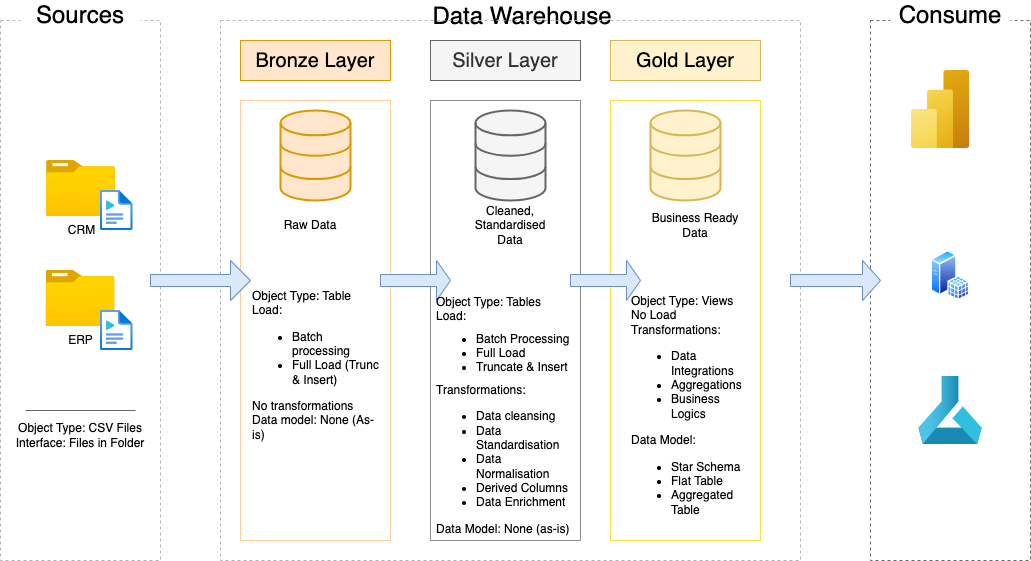 Sources
Data Warehouse
Consume
Bronze Layer
Silver Layer
Gold Layer
CRM
ERP
Object Type: CSV Files
Interface: Files in Folder
Raw Data
Object Type: Table
Load:
Batch
processing
Full Load (Trunc
& Insert)
No transformations
Data model: None (As-
is)
Cleaned,
Standardised
Data
Object Type: Tables
Load:
Batch Processing
Full Load
Truncate & Insert
Transformations:
Data cleansing
Data
Standardisation
Data
Normalisation
Derived Columns
Data Enrichment
Data Model: None (as-is)
Business Ready
Data
Object Type: Views
No Load
Transformations:
Data
Integrations
Aggregations
Business
Logics
Data Model:
Star Schema
Flat Table
Aggregated
Table